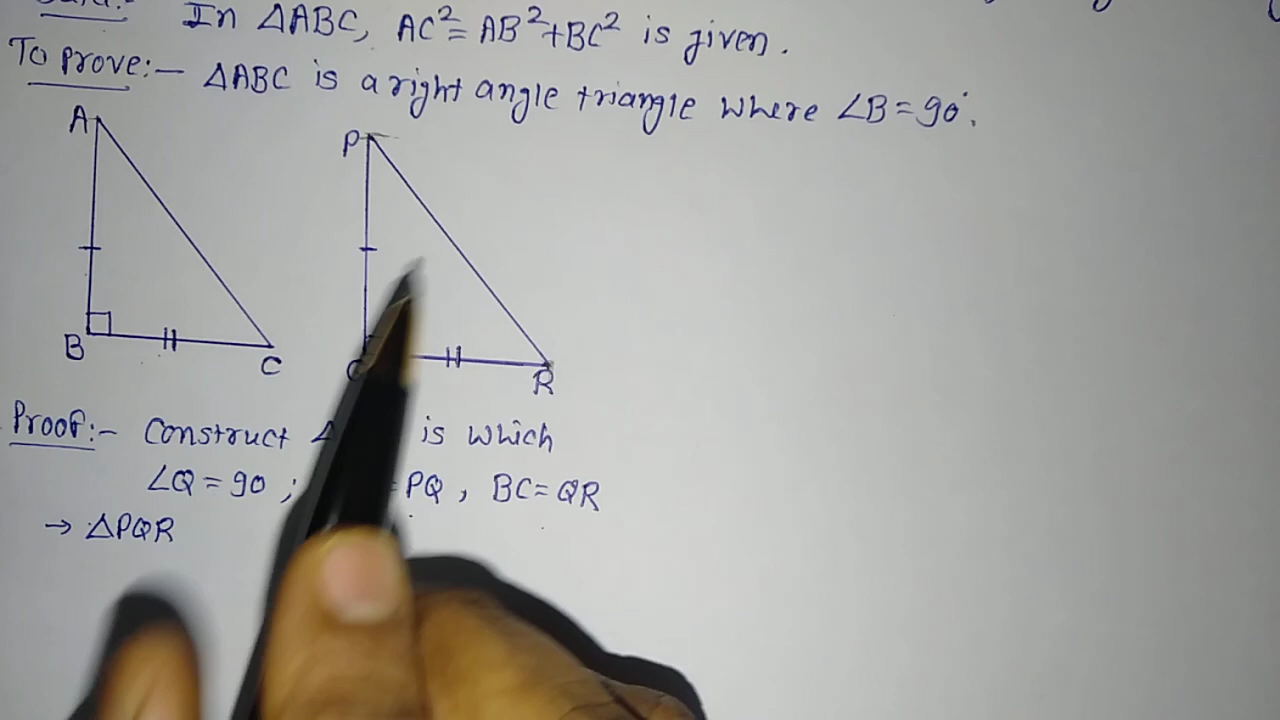 In ΔABC, AC²= AB²+BC² is given.
To prove:- ΔABC is a right angle triangle where ∠B=90°.
A
P
B
C
R
Proof:- Construct Δ is which
∠Q = 90 ; = PQ , BC = QR
→ ΔPQR